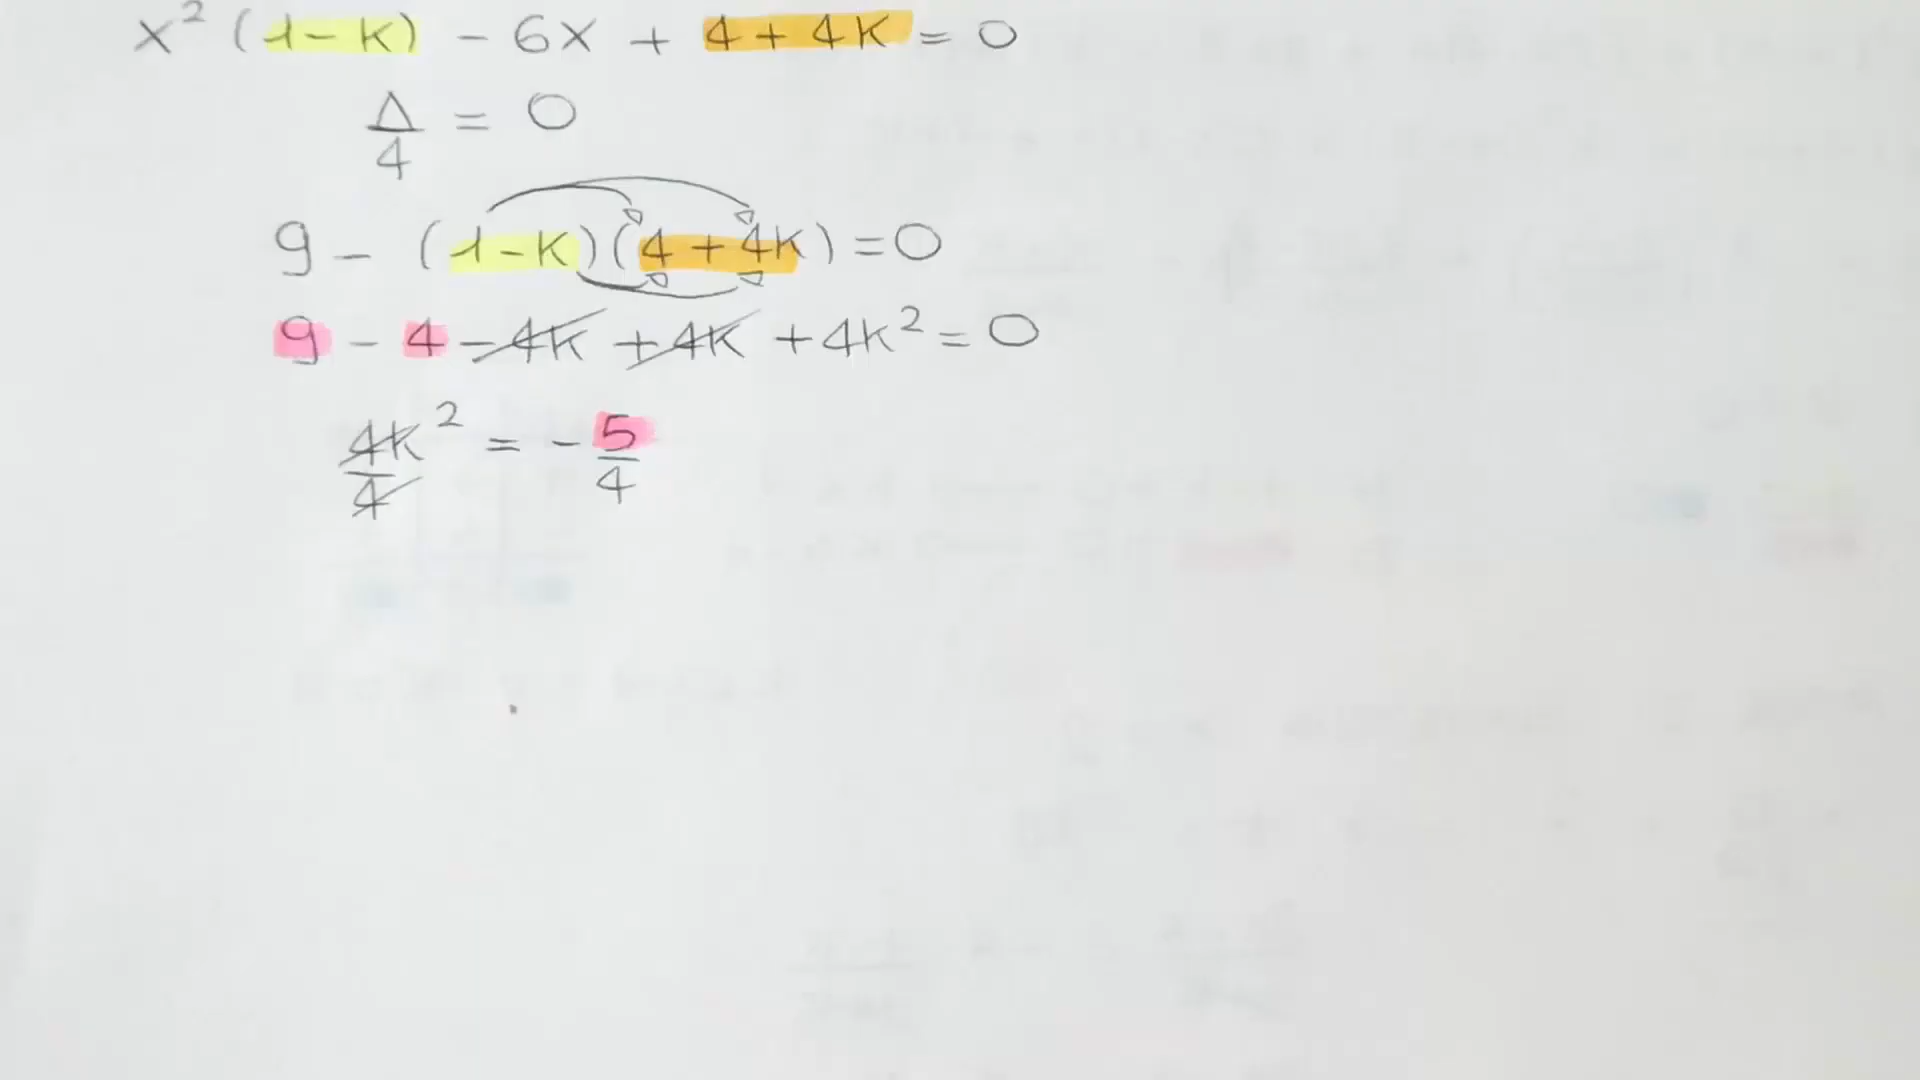 x² (1-k) - 6x + 4 + 4k = 0
Δ/4 = 0
9 - (1-k)(4 + 4k) = 0
9 - 4 - 4k + 4k + 4k² = 0
4k²/4 = - 5/4